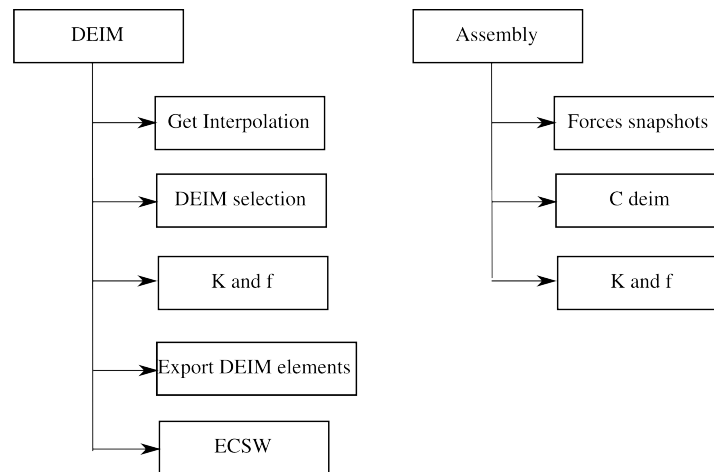 DEIM
Get Interpolation
DEIM selection
K and f
Export DEIM elements
ECSW
Assembly
Forces snapshots
C deim
K and f